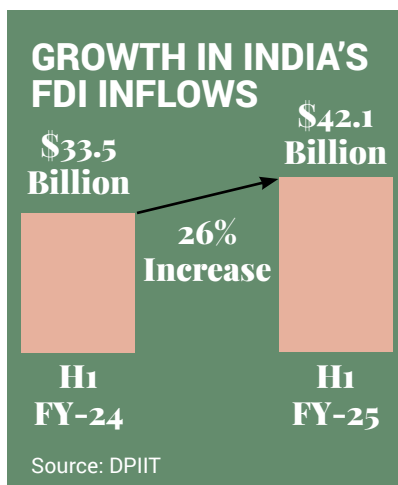 GROWTH IN INDIA’S
FDI INFLOWS
$33.5
Billion
$42.1
Billion
26%
Increase
H1
FY-24
H1
FY-25
Source: DPIIT